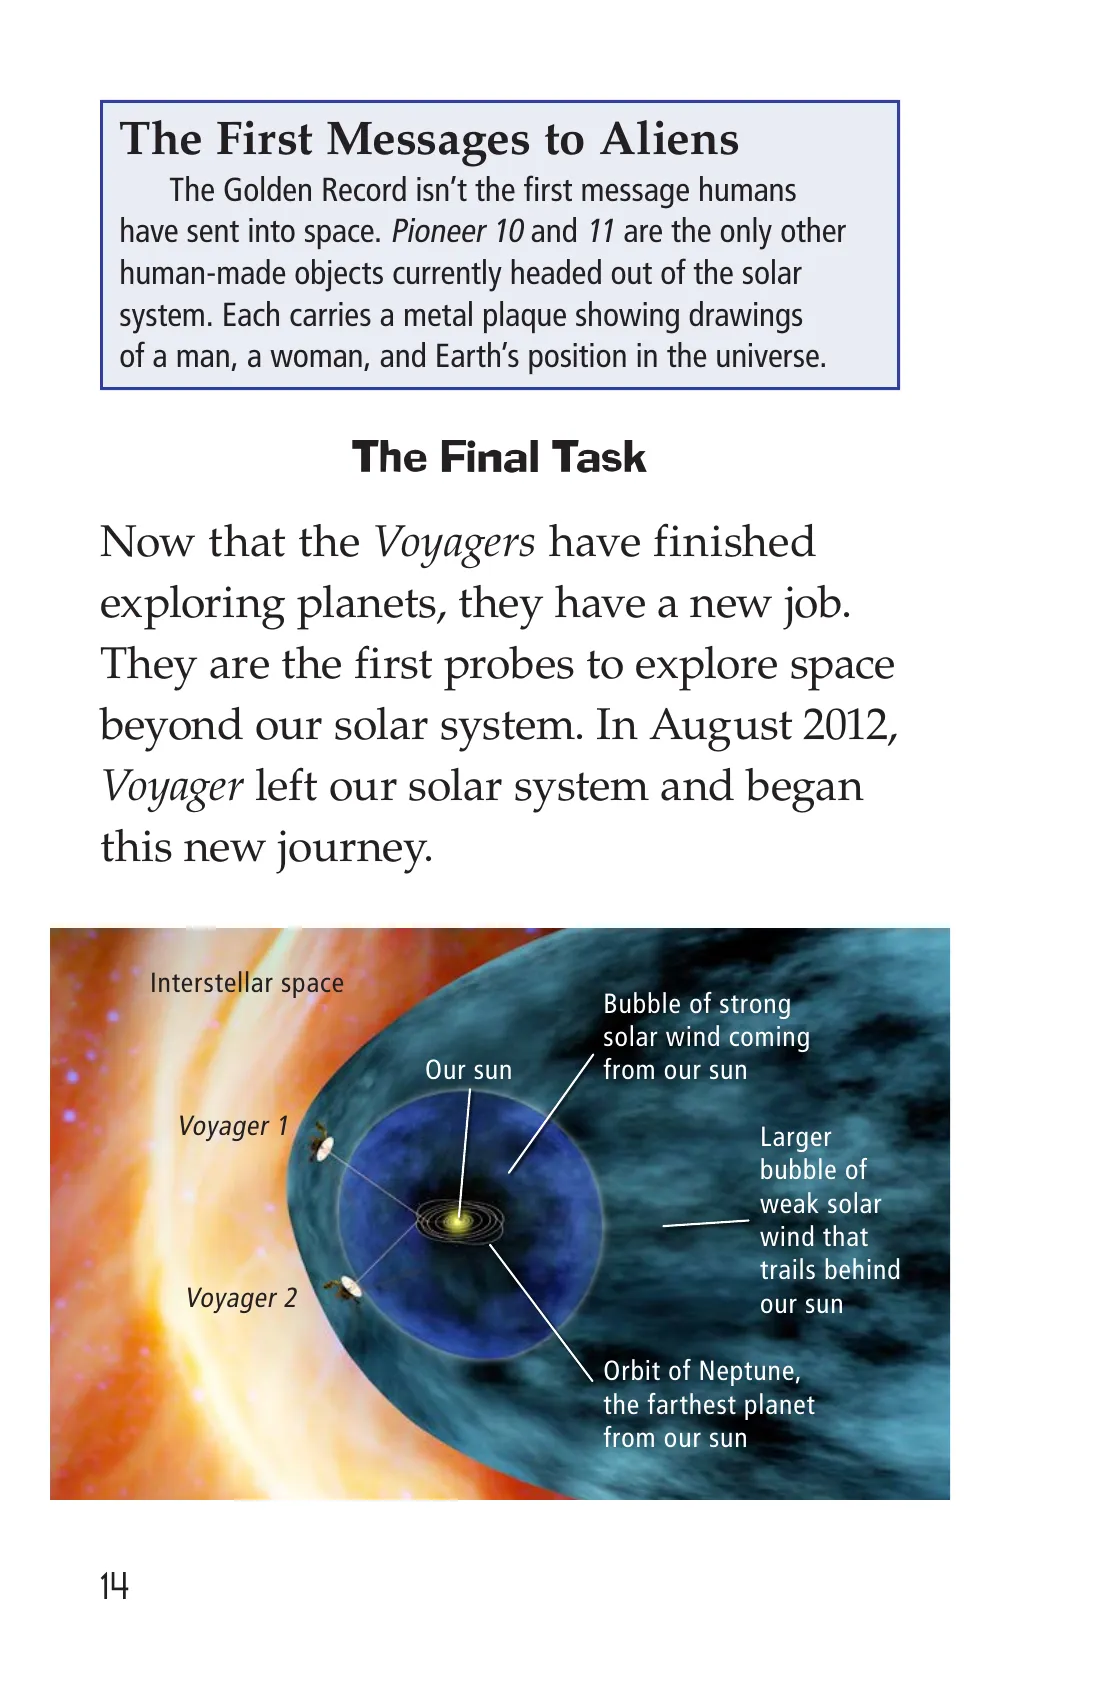 The First Messages to Aliens
The Golden Record isn’t the first message humans
have sent into space. Pioneer 10 and 11 are the only other
human-made objects currently headed out of the solar
system. Each carries a metal plaque showing drawings
of a man, a woman, and Earth’s position in the universe.
The Final Task
Now that the Voyagers have finished
exploring planets, they have a new job.
They are the first probes to explore space
beyond our solar system. In August 2012,
Voyager left our solar system and began
this new journey.
Interstellar space
Bubble of strong
solar wind coming
from our sun
Our sun
Voyager 1
Larger
bubble of
weak solar
wind that
trails behind
our sun
Voyager 2
Orbit of Neptune,
the farthest planet
from our sun
14